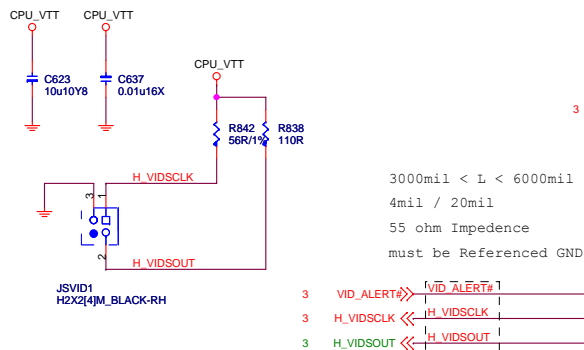 CPU_VTT
CPU_VTT
C623
10u10Y8
C637
0.01u16X
CPU_VTT
R842
56R/1%
R838
110R
3
H_VIDSCLK
3
1
2
H_VIDSOUT
JSVID1
H2X2[4]M_BLACK-RH
3000mil < L < 6000mil
4mil / 20mil
55 ohm Impedence
must be Referenced GND
3 VID_ALERT# VID_ALERT#
3 H_VIDSCLK H_VIDSCLK
3 H_VIDSOUT H_VIDSOUT